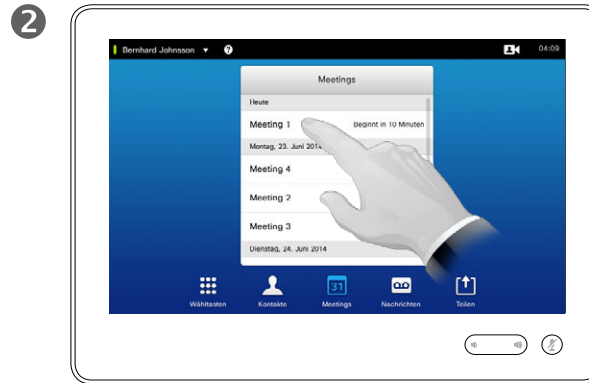 2
Bernhard Johnsson ▼ ? 04:09
Meetings
Heute
Meeting 1 Beginnt in 10 Minuten
Montag, 23. Juni 2014
Meeting 4
Meeting 2
Meeting 3
Dienstag, 24. Juni 2014
31
Wähltasten Kontakte Meetings Nachrichten Teilen